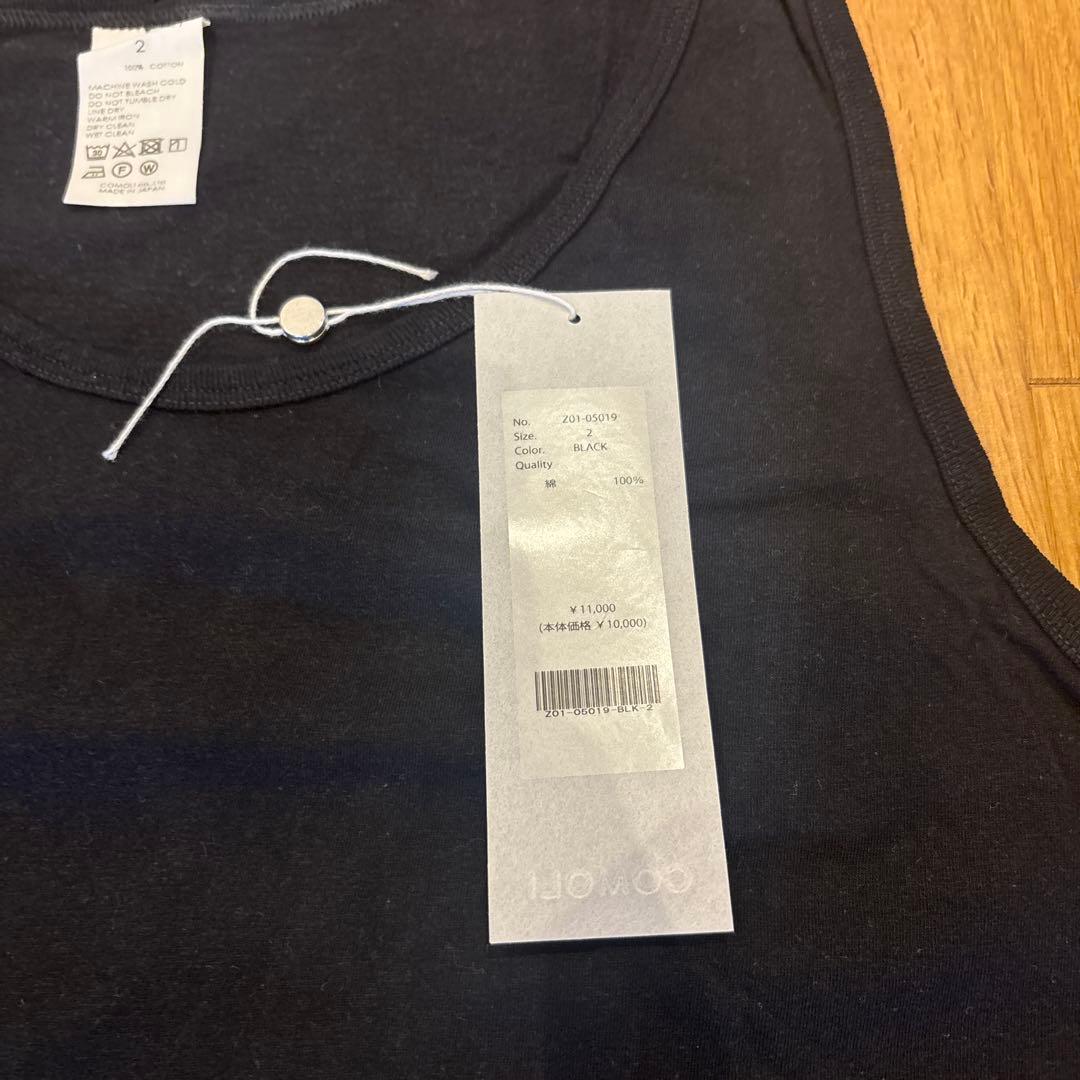 2
100% COTTON
MACHINE WASH COLD
DO NOT BLEACH
DO NOT TUMBLE DRY
LINE DRY
WARM IRON
DRY CLEAN
WET CLEAN
30
F W
COMOLI CO.,LTD
MADE IN JAPAN
No. Z01-05019
Size. 2
Color. BLACK
Quality
綿 100%
¥11,000
(本体価格 ¥10,000)
Z01-05019-BLK-2
COMOLI